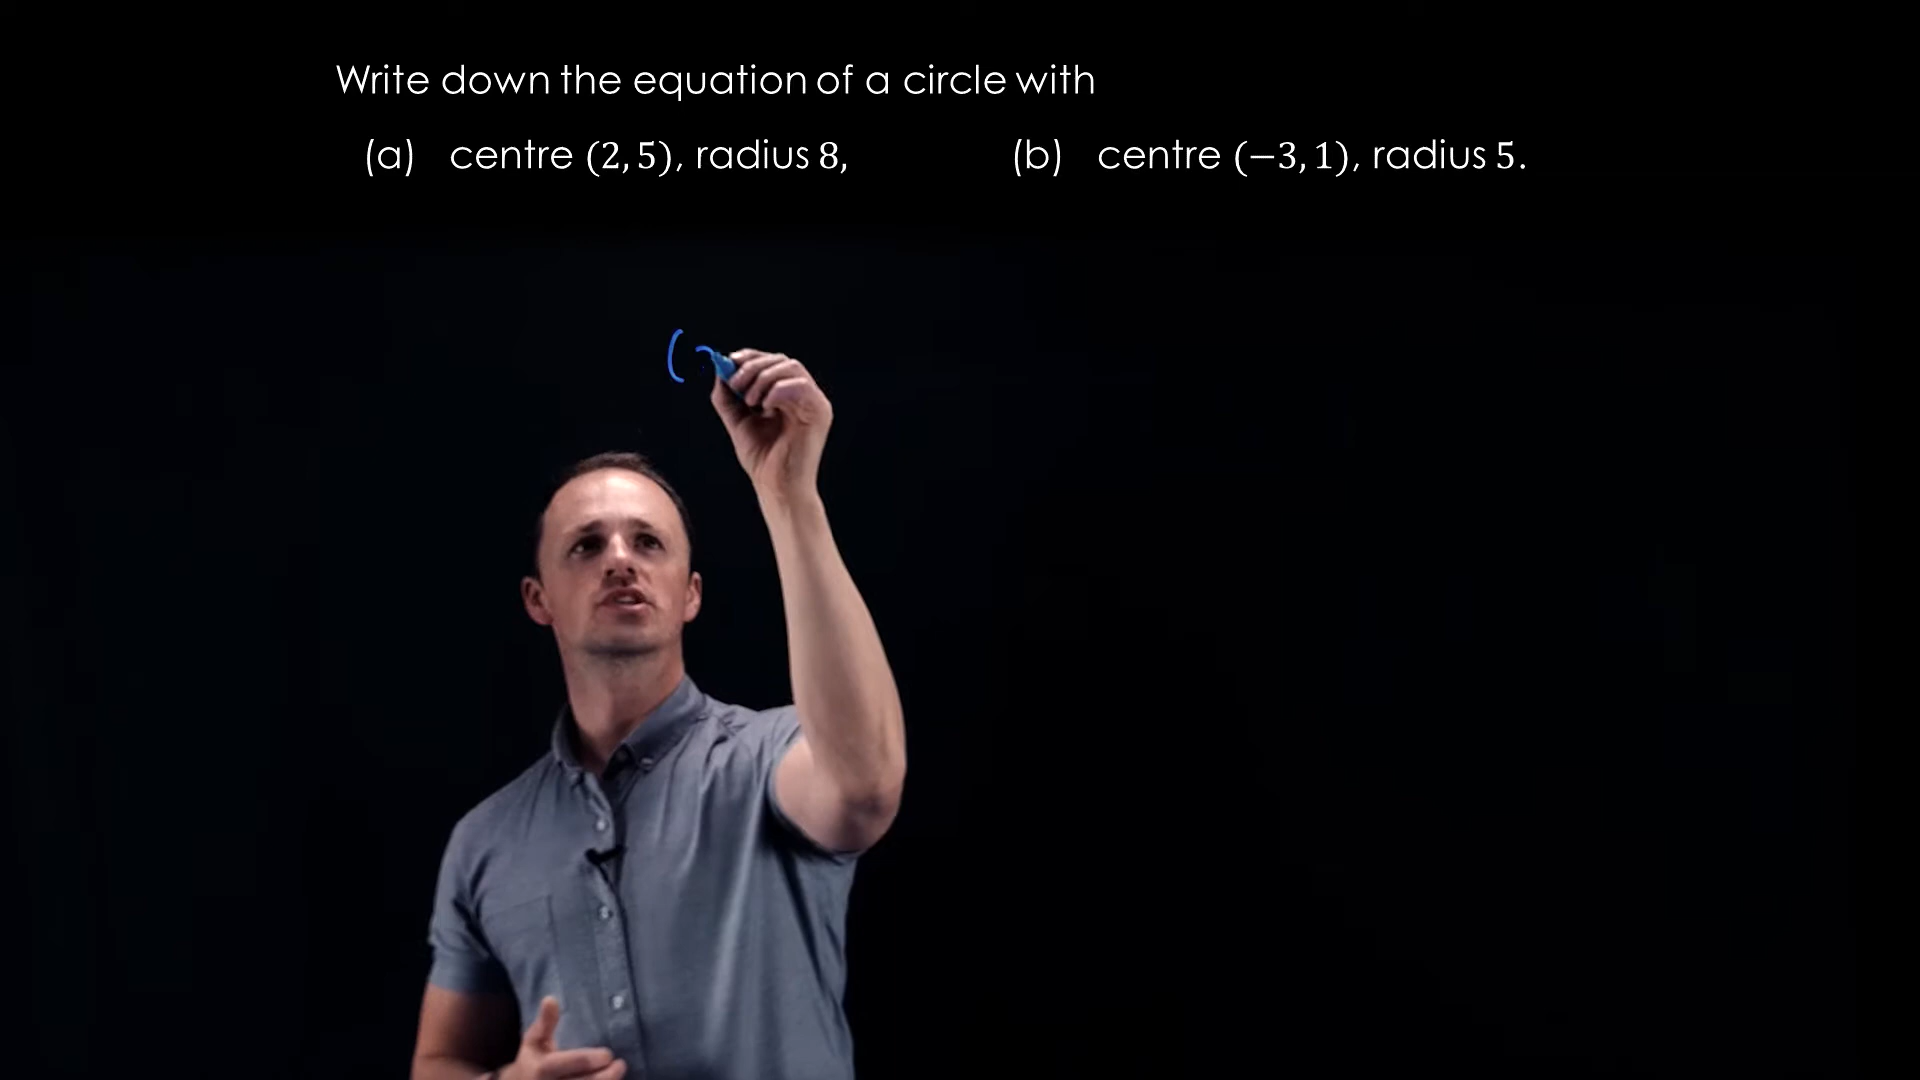 Write down the equation of a circle with
(a) centre (2, 5), radius 8, (b) centre (−3, 1), radius 5.
(